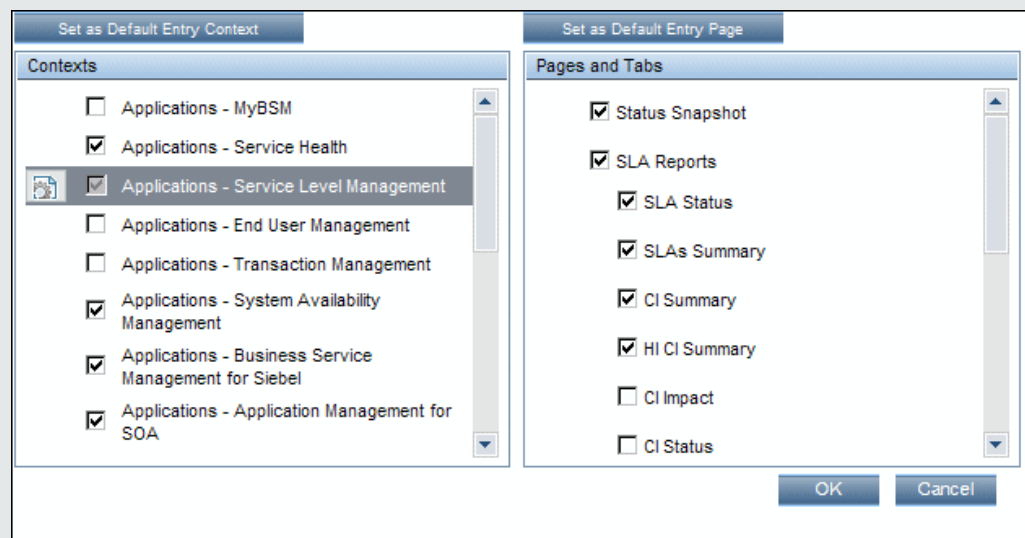 Set as Default Entry Context
Set as Default Entry Page
Contexts
Applications - MyBSM
Applications - Service Health
Applications - Service Level Management
Applications - End User Management
Applications - Transaction Management
Applications - System Availability
Management
Applications - Business Service
Management for Siebel
Applications - Application Management for
SOA
Pages and Tabs
Status Snapshot
SLA Reports
SLA Status
SLAs Summary
CI Summary
HI CI Summary
CI Impact
CI Status
OK
Cancel